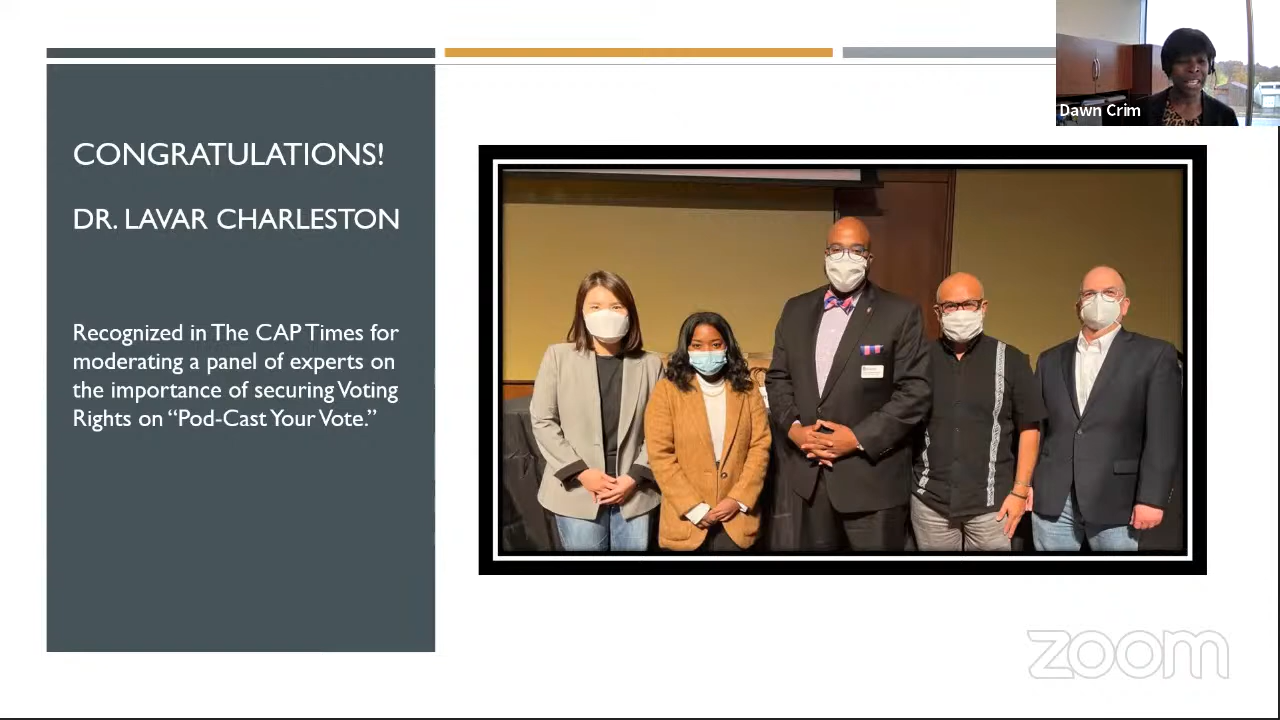 CONGRATULATIONS!
DR. LAVAR CHARLESTON
Recognized in The CAP Times for
moderating a panel of experts on
the importance of securing Voting
Rights on “Pod-Cast Your Vote.”
Dawn Crim
zoom